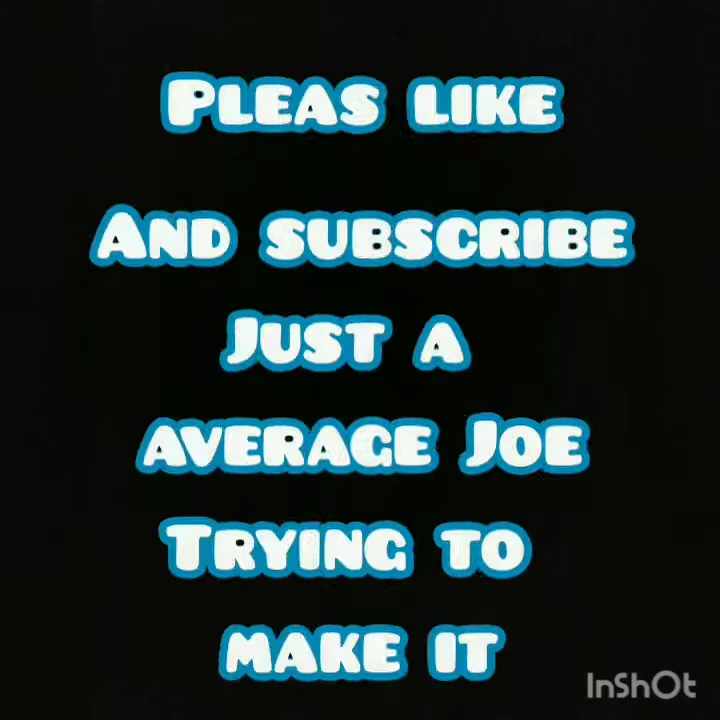 Pleas like
And subscribe
Just a
average Joe
Trying to
make it
InShOt